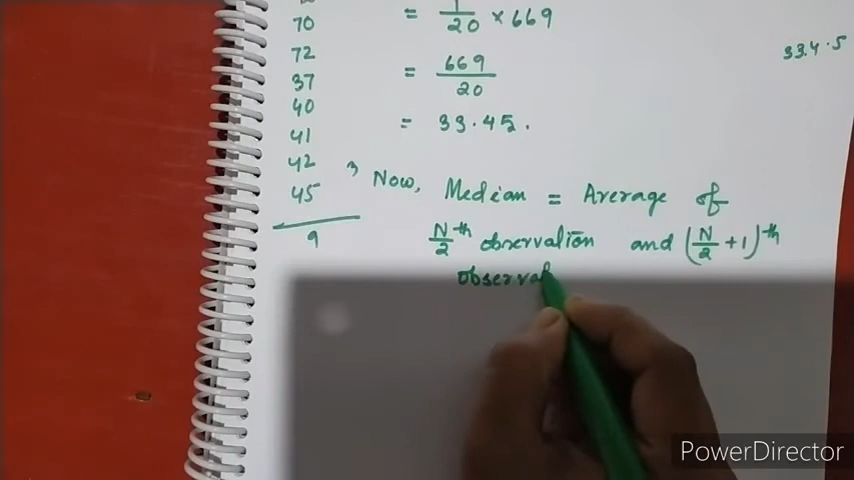 70
72
37
40
41
42
45
9
= 1/20 × 669
= 669/20
= 33.45.
33.4.5
Now, Median = Average of
N/2 th observation and (N/2 + 1)th
observat
PowerDirector